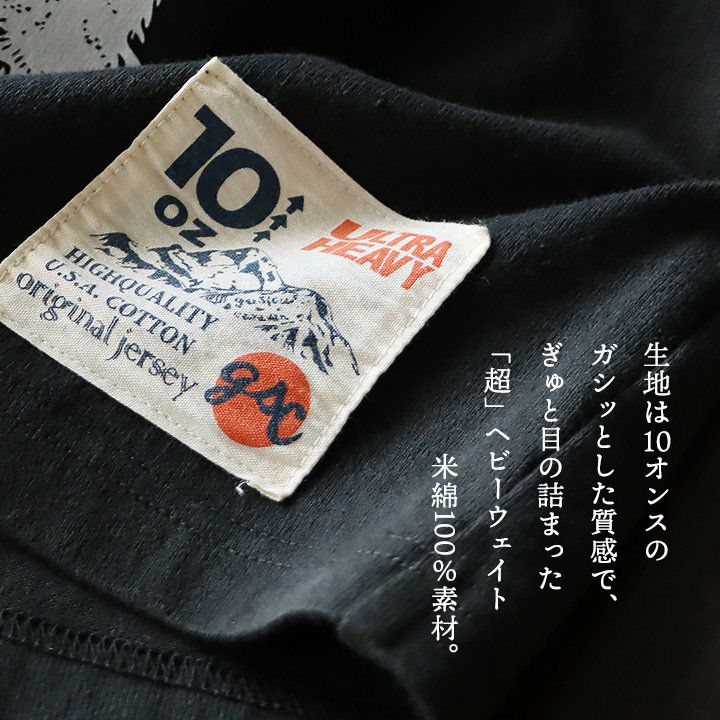 10
OZ
ULTRA
HEAVY
HIGHQUALITY
U.S.A. COTTON
original jersey
gsc
生地は10オンスの
ガシッとした質感で、
ぎゅと目の詰まった
「超」ヘビーウェイト
米綿100％素材。